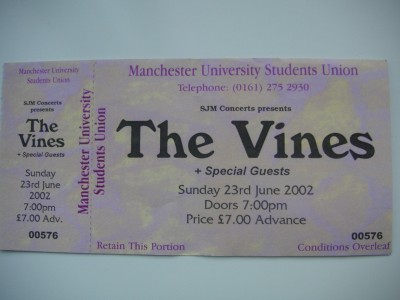 Manchester University
Students Union
SJM Concerts presents
The
Vines
+ Special Guests
Sunday
23rd June
2002
7:00pm
£7.00 Adv.
00576
Manchester University
Students Union
Manchester University Students Union
Telephone: (0161) 275 2930
SJM Concerts presents
The Vines
+ Special Guests
Sunday 23rd June 2002
Doors 7:00pm
Price £7.00 Advance
00576
Retain This Portion
Conditions Overleaf